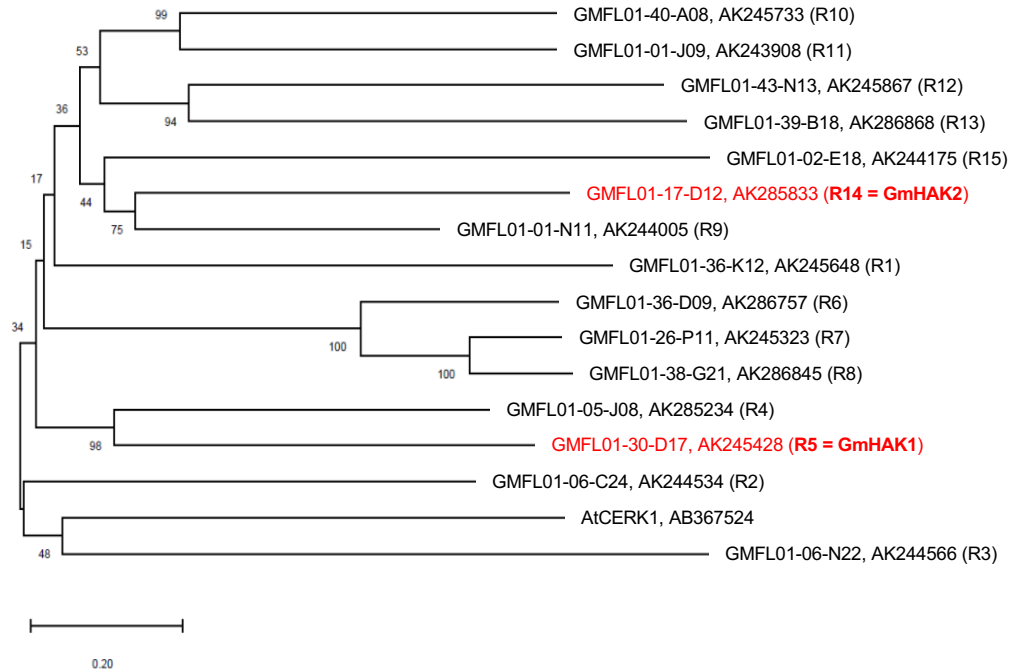 99
GMFL01-40-A08, AK245733 (R10)
53
GMFL01-01-J09, AK243908 (R11)
GMFL01-43-N13, AK245867 (R12)
36
94
GMFL01-39-B18, AK286868 (R13)
GMFL01-02-E18, AK244175 (R15)
17
44
GMFL01-17-D12, AK285833 (R14 = GmHAK2)
75
GMFL01-01-N11, AK244005 (R9)
15
GMFL01-36-K12, AK245648 (R1)
GMFL01-36-D09, AK286757 (R6)
34
100
GMFL01-26-P11, AK245323 (R7)
100
GMFL01-38-G21, AK286845 (R8)
GMFL01-05-J08, AK285234 (R4)
98
GMFL01-30-D17, AK245428 (R5 = GmHAK1)
GMFL01-06-C24, AK244534 (R2)
AtCERK1, AB367524
48
GMFL01-06-N22, AK244566 (R3)
0.20